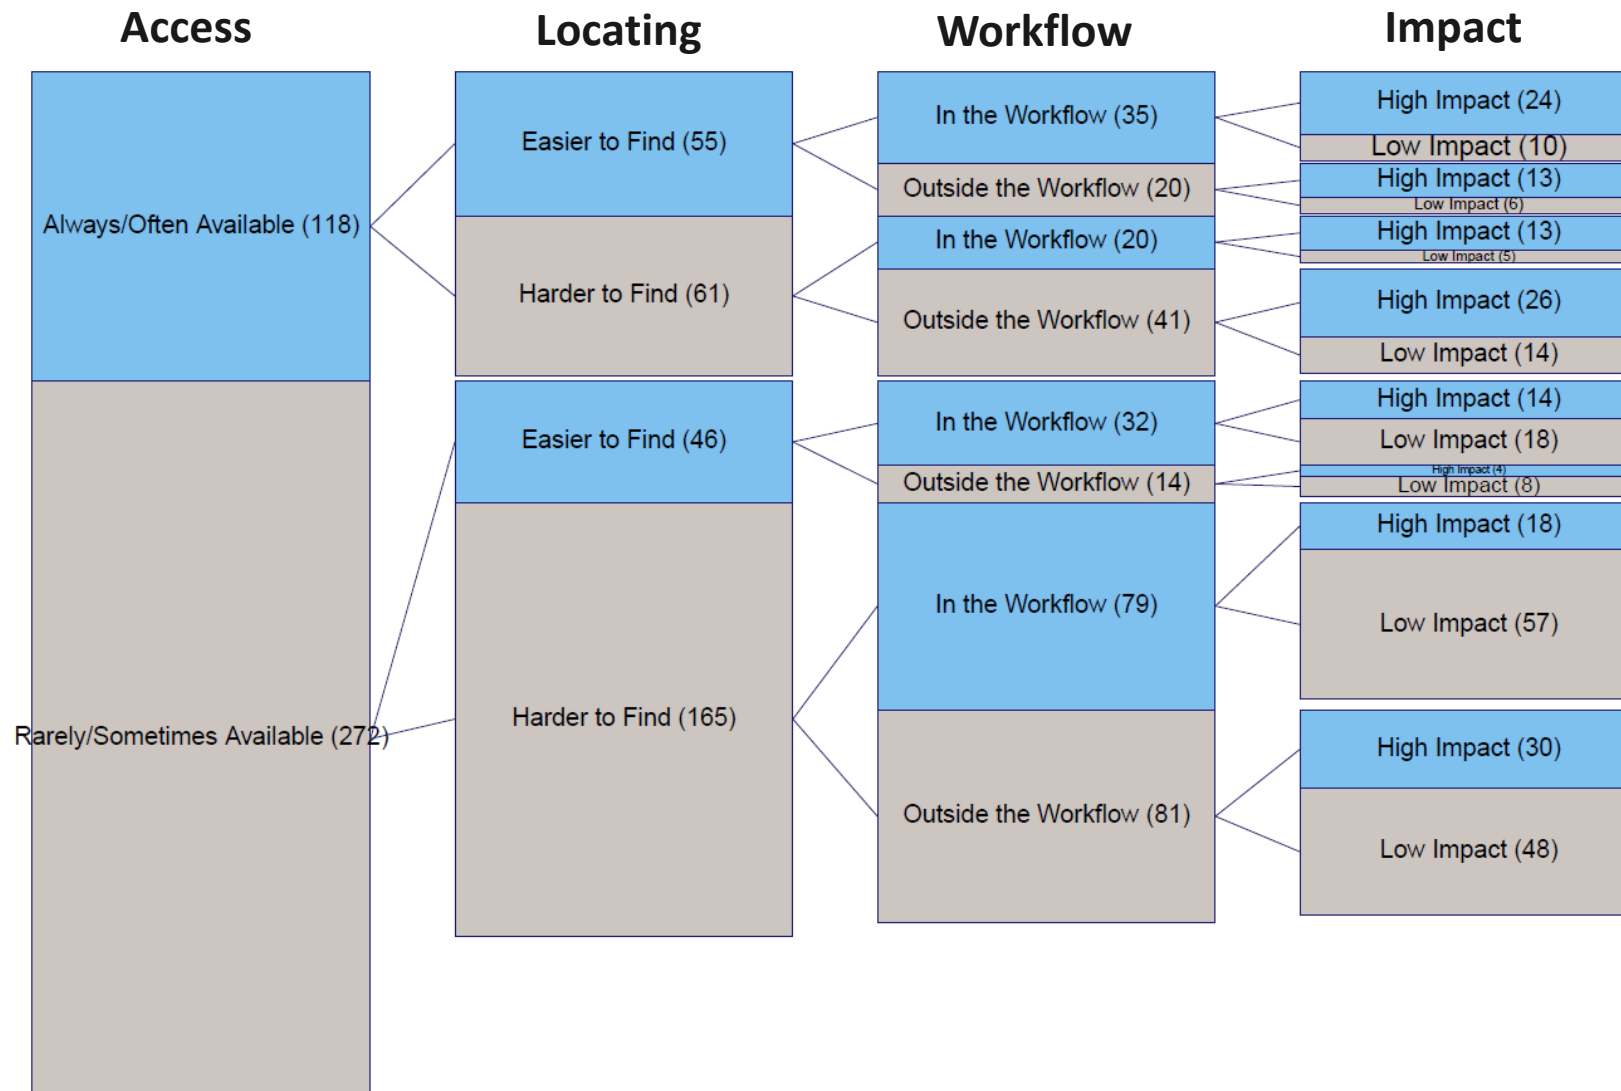 Access
Locating
Workflow
Impact
Always/Often Available (118)
Rarely/Sometimes Available (272)
Easier to Find (55)
Harder to Find (61)
Easier to Find (46)
Harder to Find (165)
In the Workflow (35)
Outside the Workflow (20)
In the Workflow (20)
Outside the Workflow (41)
In the Workflow (32)
Outside the Workflow (14)
In the Workflow (79)
Outside the Workflow (81)
High Impact (24)
Low Impact (10)
High Impact (13)
Low Impact (6)
High Impact (13)
Low Impact (5)
High Impact (26)
Low Impact (14)
High Impact (14)
Low Impact (18)
High Impact (4)
Low Impact (8)
High Impact (18)
Low Impact (57)
High Impact (30)
Low Impact (48)